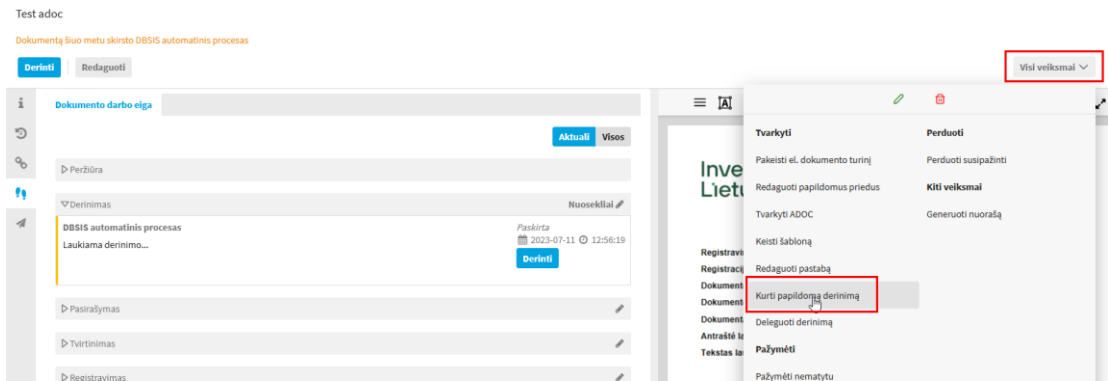 Test adoc
Dokumentą šiuo metu skirsto DBSIS automatinis procesas
Derinti
Redaguoti
Visi veiksmai
Dokumento darbo eiga
Aktuali
Visos
Peržiūra
Derinimas
Nuosekliai
DBSIS automatinis procesas
Laukiama derinimo...
Paskirta
2023-07-11
12:56:19
Derinti
Pasirašymas
Tvirtinimas
Registravimas
Inve
Lietu
Registravi
Registracij
Dokument
Dokument
Dokument
Antraštė la
Tekstas la
Tvarkyti
Pakeisti el. dokumento turinį
Redaguoti papildomus priedus
Tvarkyti ADOC
Keisti šabloną
Redaguoti pastabą
Kurti papildomą derinimą
Deleguoti derinimą
Pažymėti
Pažymėti nematytu
Perduoti
Perduoti susipažinti
Kiti veiksmai
Generuoti nuorašą